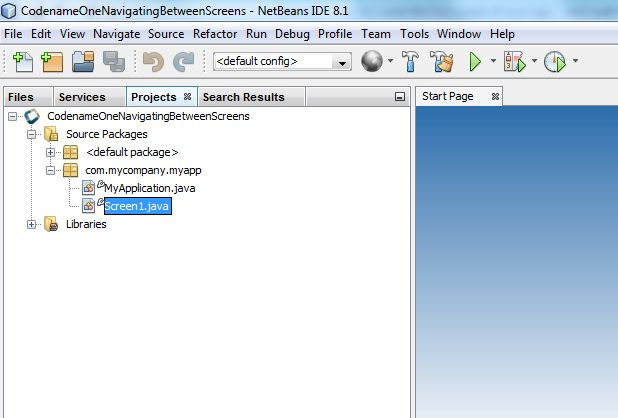 CodenameOneNavigatingBetweenScreens - NetBeans IDE 8.1
File Edit View Navigate Source Refactor Run Debug Profile Team Tools Window Help
<default config>
Files Services Projects Search Results Start Page
CodenameOneNavigatingBetweenScreens
Source Packages
<default package>
com.mycompany.myapp
MyApplication.java
Screen1.java
Libraries